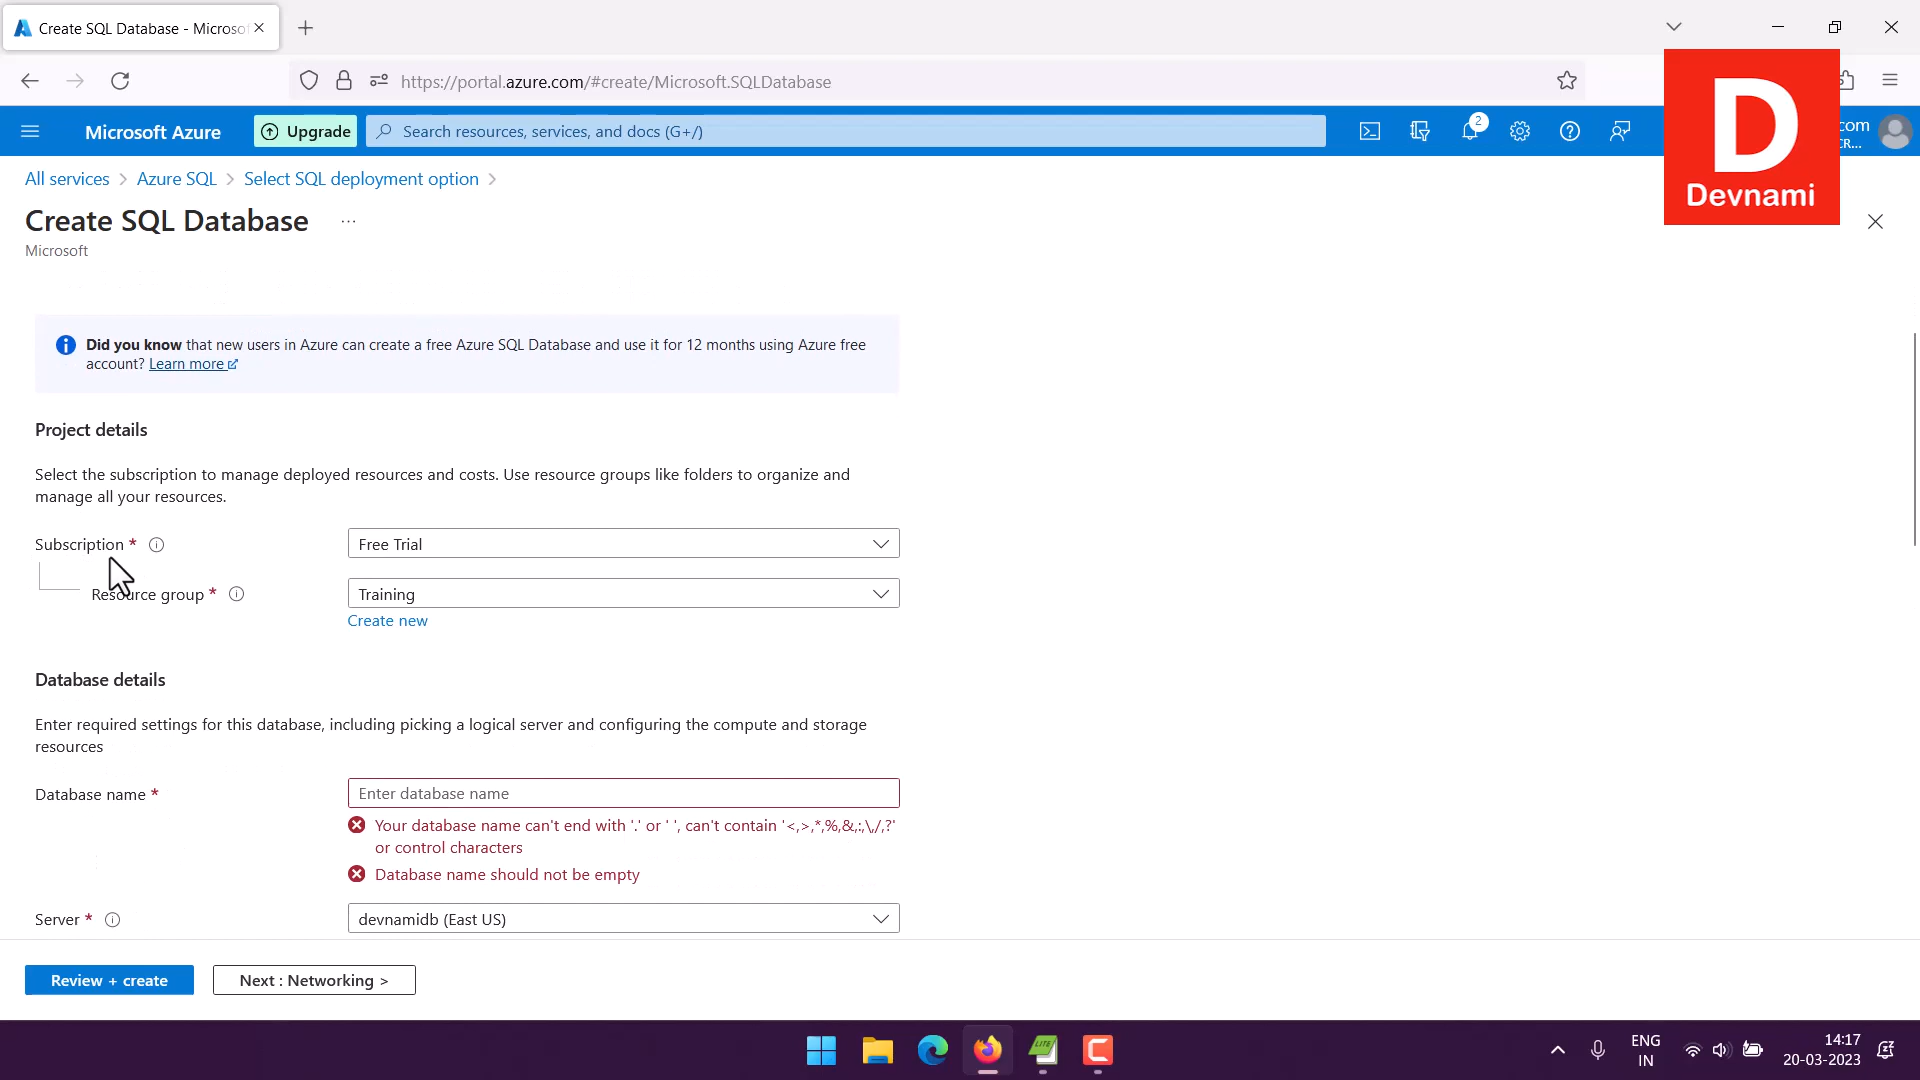 Create SQL Database - Microso
https://portal.azure.com/#create/Microsoft.SQLDatabase
Microsoft Azure
Upgrade
Search resources, services, and docs (G+/)
2
com
CR...
D
Devnami
All services > Azure SQL > Select SQL deployment option >
Create SQL Database ...
Microsoft
Did you know that new users in Azure can create a free Azure SQL Database and use it for 12 months using Azure free
account? Learn more
Project details
Select the subscription to manage deployed resources and costs. Use resource groups like folders to organize and
manage all your resources.
Subscription *
Free Trial
Resource group *
Training
Create new
Database details
Enter required settings for this database, including picking a logical server and configuring the compute and storage
resources
Database name *
Enter database name
Your database name can't end with '.' or ' ', can't contain '<,>,*,%,&,:,\,/,?'
or control characters
Database name should not be empty
Server *
devnamidb (East US)
Review + create
Next : Networking >
LITE
ENG
IN
14:17
20-03-2023